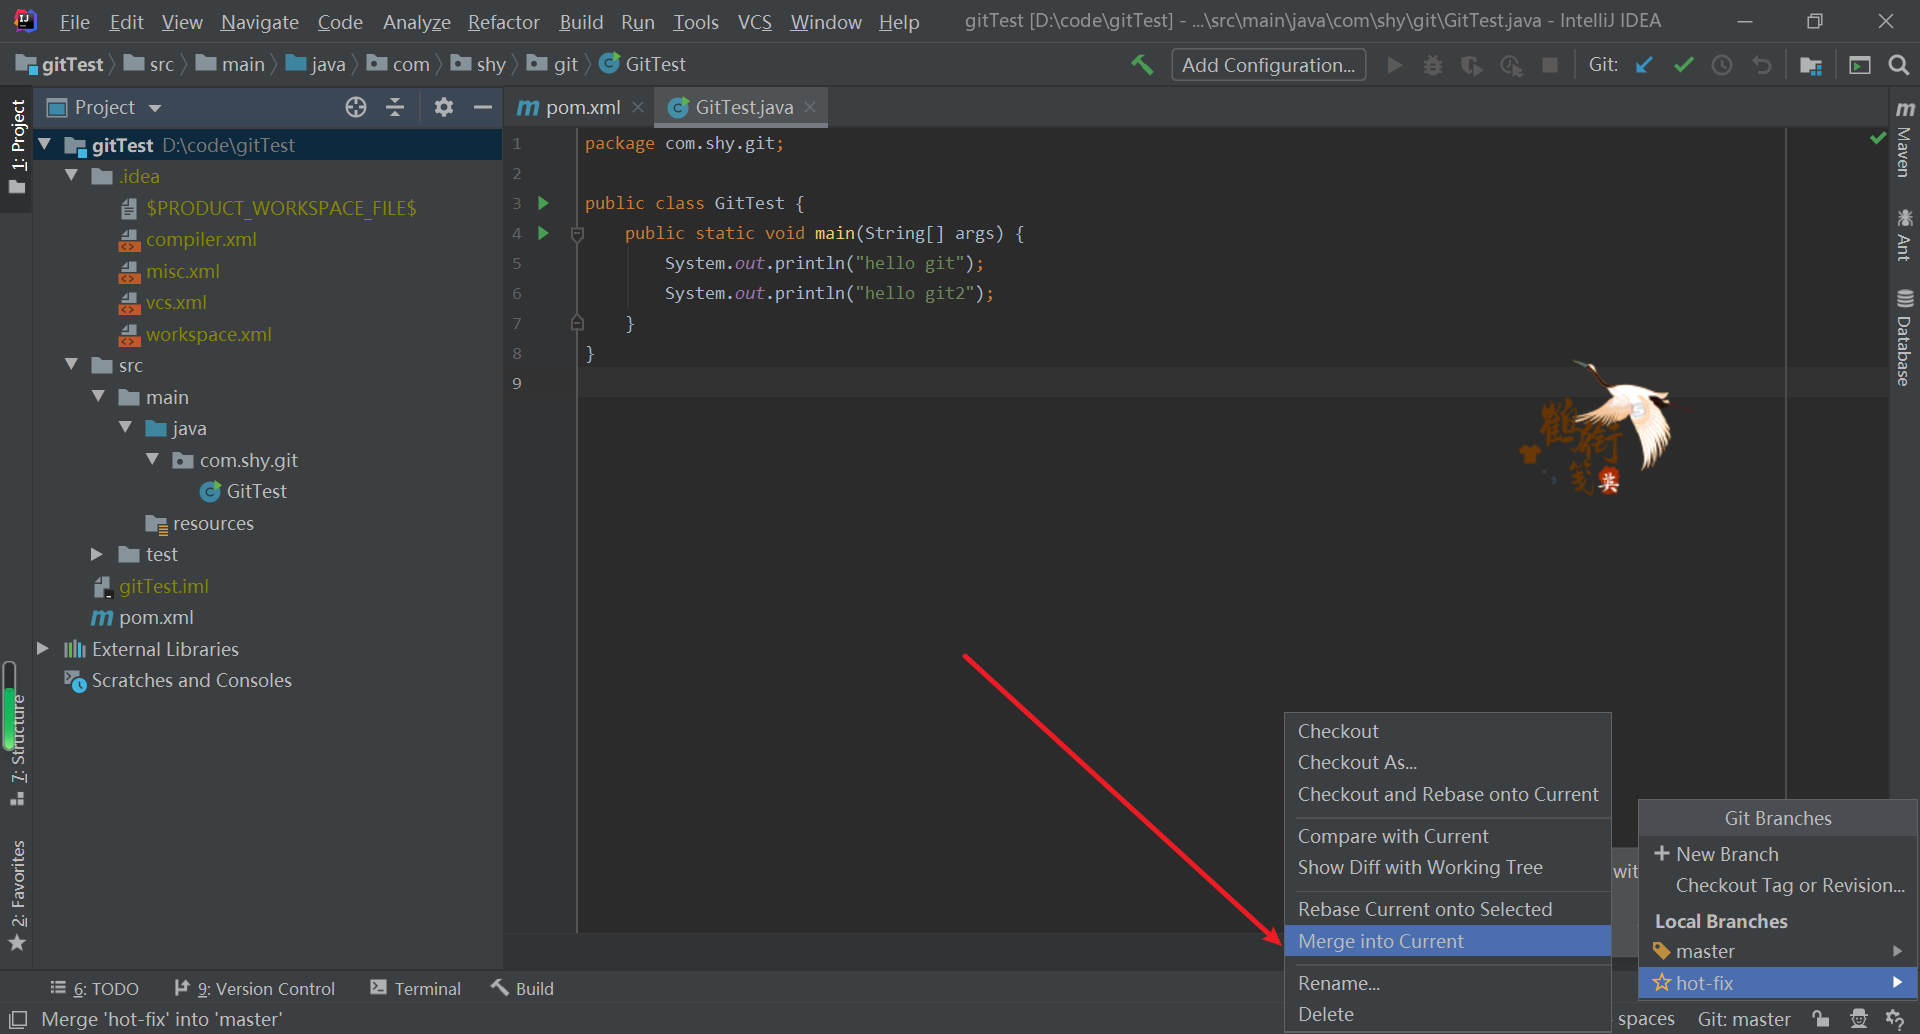 File Edit View Navigate Code Analyze Refactor Build Run Tools VCS Window Help gitTest [D:\code\gitTest] - ...\src\main\java\com\shy\git\GitTest.java - IntelliJ IDEA
gitTest src main java com shy git GitTest Add Configuration... Git:
1: Project
7: Structure
2: Favorites
Project
gitTest D:\code\gitTest
.idea
$PRODUCT_WORKSPACE_FILE$
compiler.xml
misc.xml
vcs.xml
workspace.xml
src
main
java
com.shy.git
GitTest
resources
test
gitTest.iml
pom.xml
External Libraries
Scratches and Consoles
pom.xml GitTest.java
1 package com.shy.git;
2
3 public class GitTest {
4 public static void main(String[] args) {
5 System.out.println("hello git");
6 System.out.println("hello git2");
7 }
8 }
9
鹤
衔
笺
英
Maven
Ant
Database
Checkout
Checkout As...
Checkout and Rebase onto Current
Compare with Current
Show Diff with Working Tree
Rebase Current onto Selected
Merge into Current
Rename...
Delete
wit
Git Branches
New Branch
Checkout Tag or Revision...
Local Branches
master
hot-fix
6: TODO 9: Version Control Terminal Build
Merge 'hot-fix' into 'master' spaces Git: master